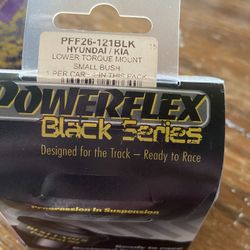 PFF26-121BLK
HYUNDAI / KIA
LOWER TORQUE MOUNT
SMALL BUSH
1 PER CAR - 1 IN THIS PACK
POWERFLEX
Black Series
Designed for the Track – Ready to Race
Progression in Suspension